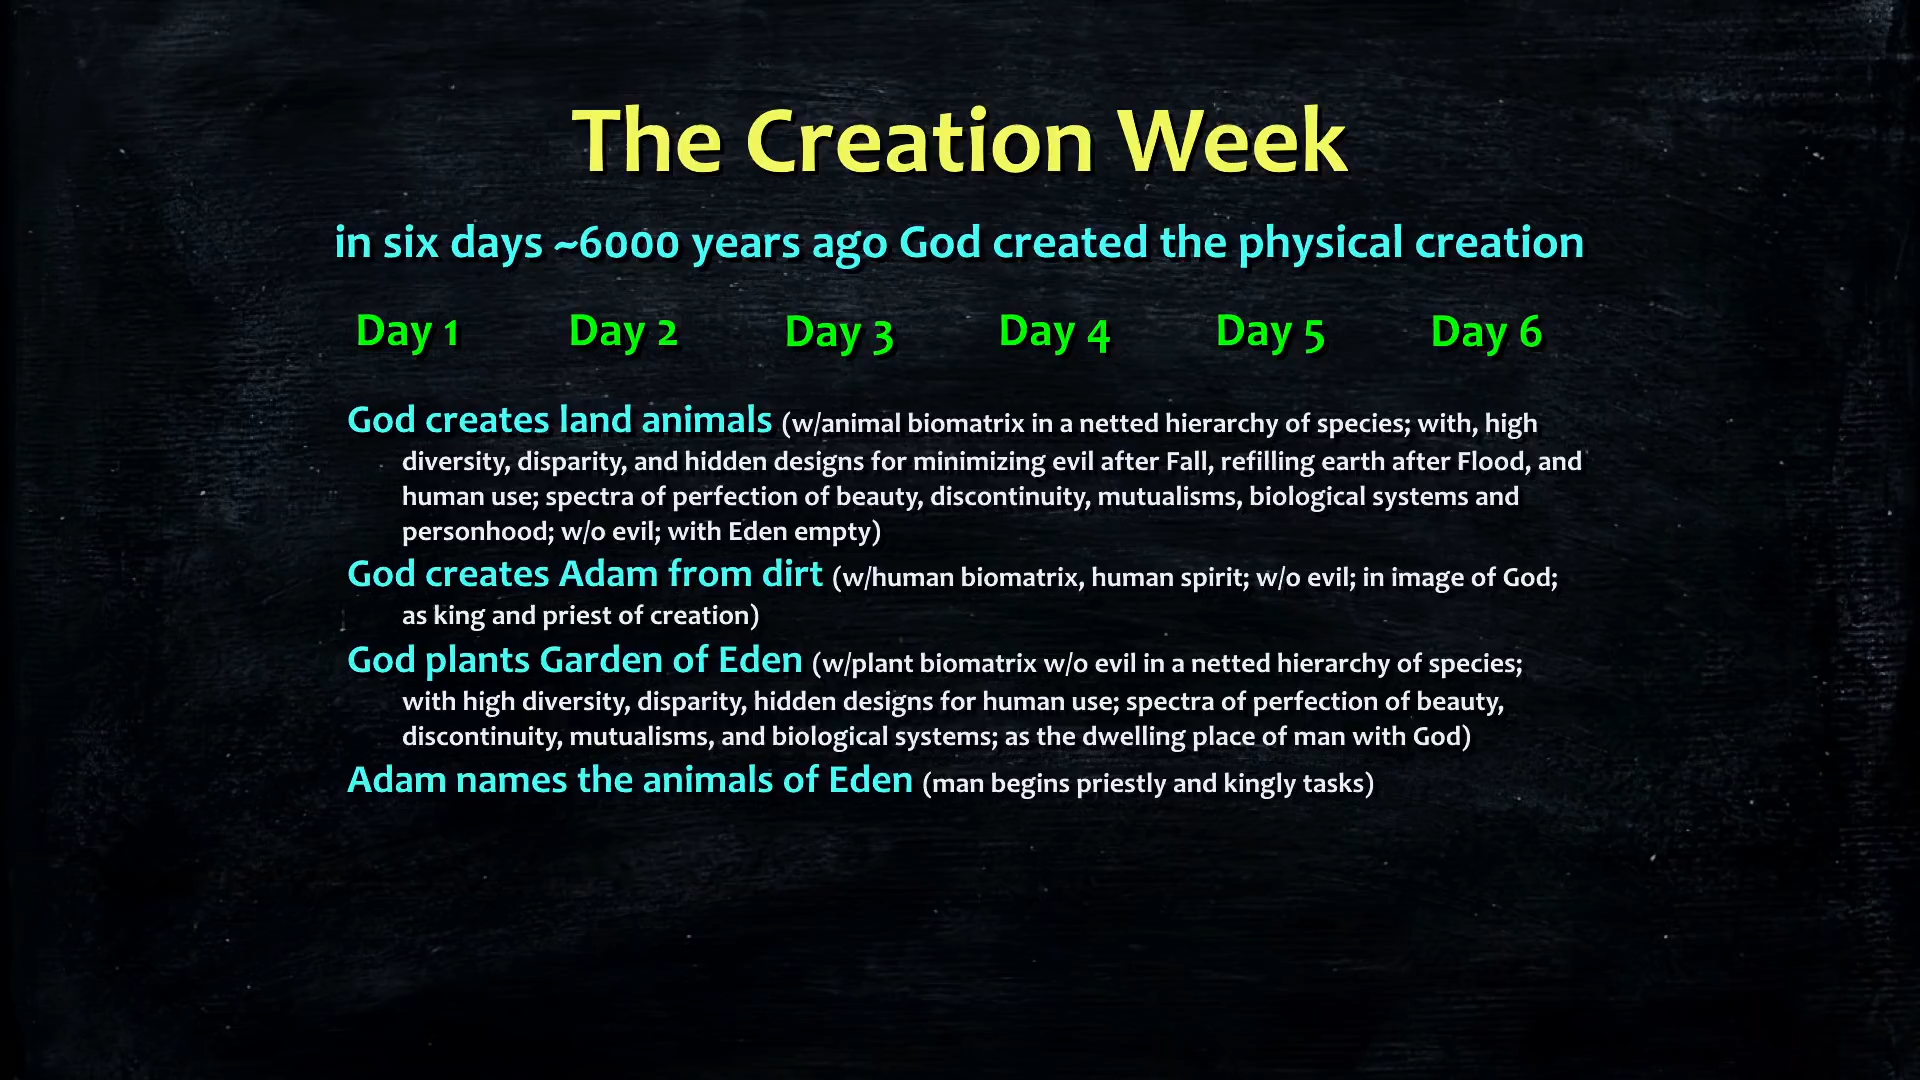 The Creation Week
in six days ~6000 years ago God created the physical creation
Day 1 Day 2 Day 3 Day 4 Day 5 Day 6
God creates land animals (w/animal biomatrix in a netted hierarchy of species; with, high
diversity, disparity, and hidden designs for minimizing evil after Fall, refilling earth after Flood, and
human use; spectra of perfection of beauty, discontinuity, mutualisms, biological systems and
personhood; w/o evil; with Eden empty)
God creates Adam from dirt (w/human biomatrix, human spirit; w/o evil; in image of God;
as king and priest of creation)
God plants Garden of Eden (w/plant biomatrix w/o evil in a netted hierarchy of species;
with high diversity, disparity, hidden designs for human use; spectra of perfection of beauty,
discontinuity, mutualisms, and biological systems; as the dwelling place of man with God)
Adam names the animals of Eden (man begins priestly and kingly tasks)